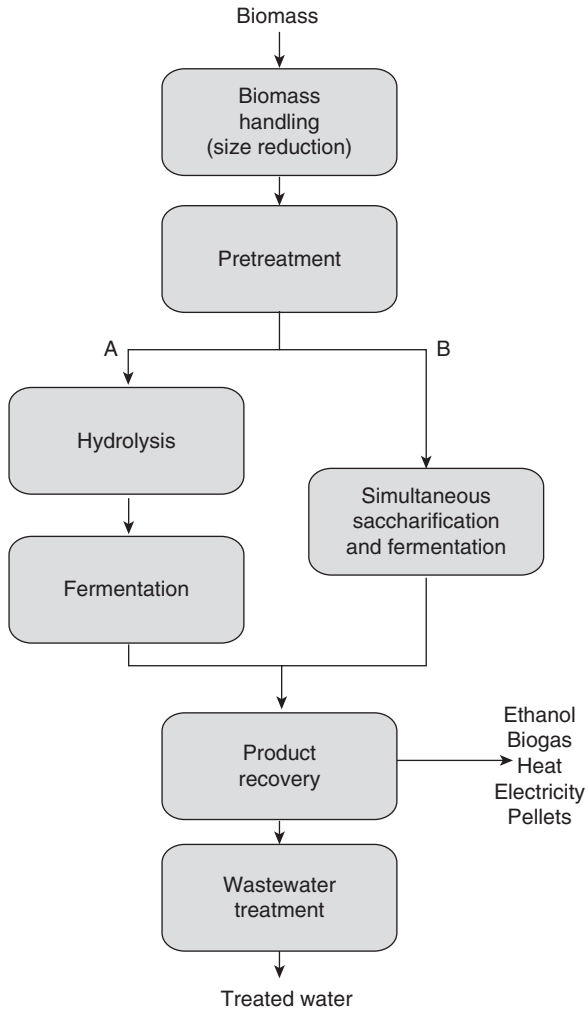 Biomass
Biomass
handling
(size reduction)
Pretreatment
A
B
Hydrolysis
Simultaneous
saccharification
and fermentation
Fermentation
Product
recovery
Ethanol
Biogas
Heat
Electricity
Pellets
Wastewater
treatment
Treated water